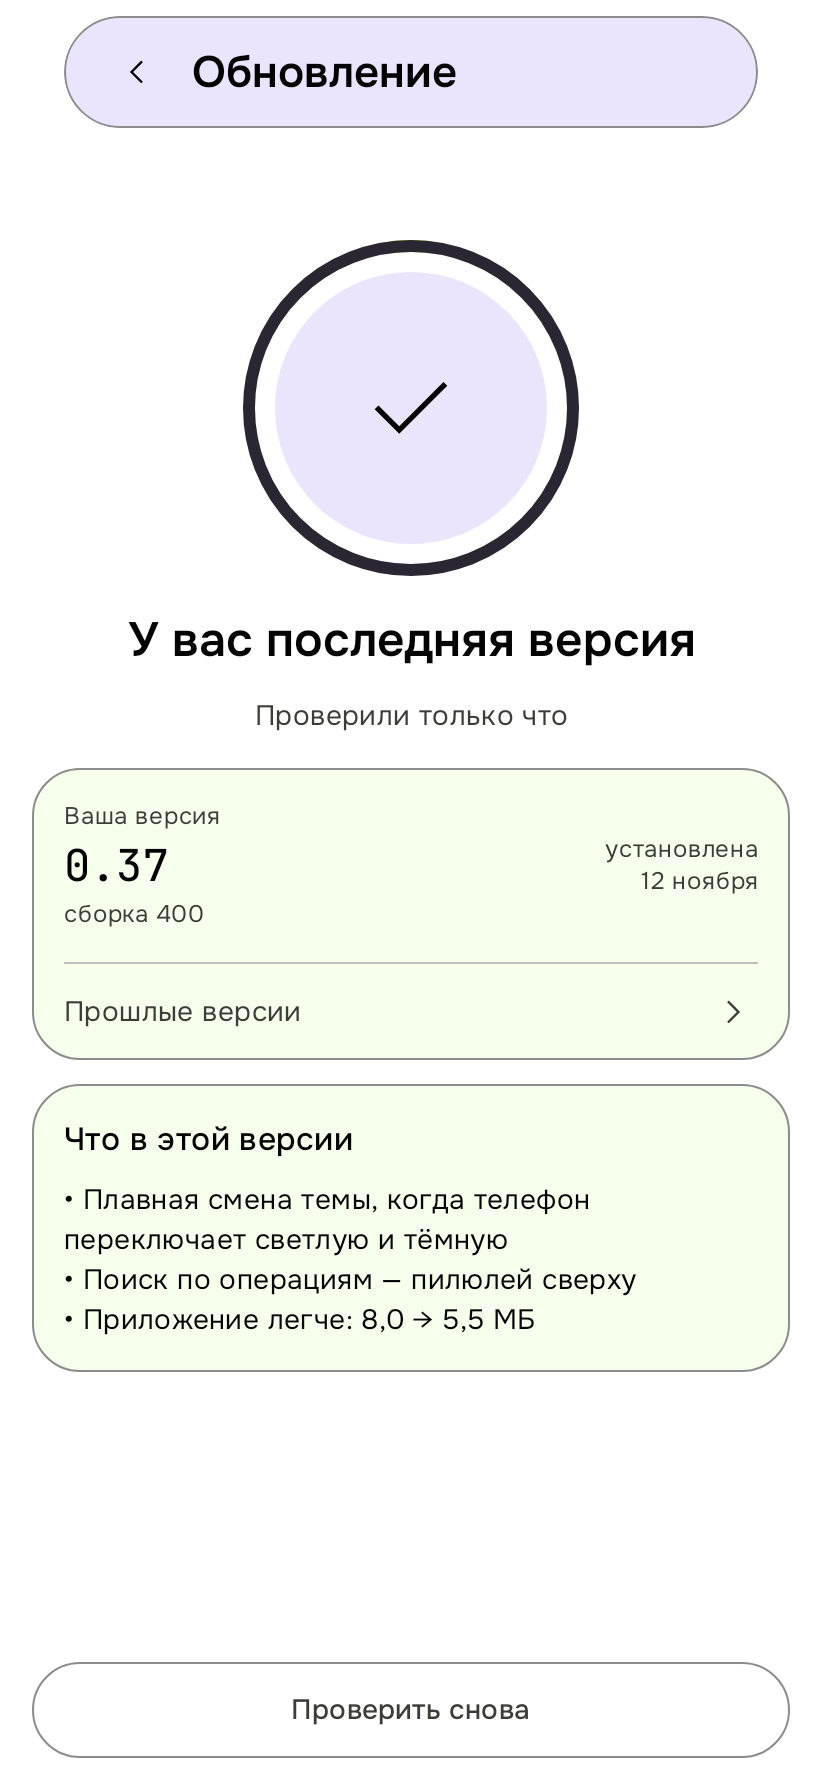 Обновление
У вас последняя версия
Проверили только что
Ваша версия
0.37
сборка 400
установлена
12 ноября
Прошлые версии
Что в этой версии
• Плавная смена темы, когда телефон
переключает светлую и тёмную
• Поиск по операциям — пилюлей сверху
• Приложение легче: 8,0 → 5,5 МБ
Проверить снова